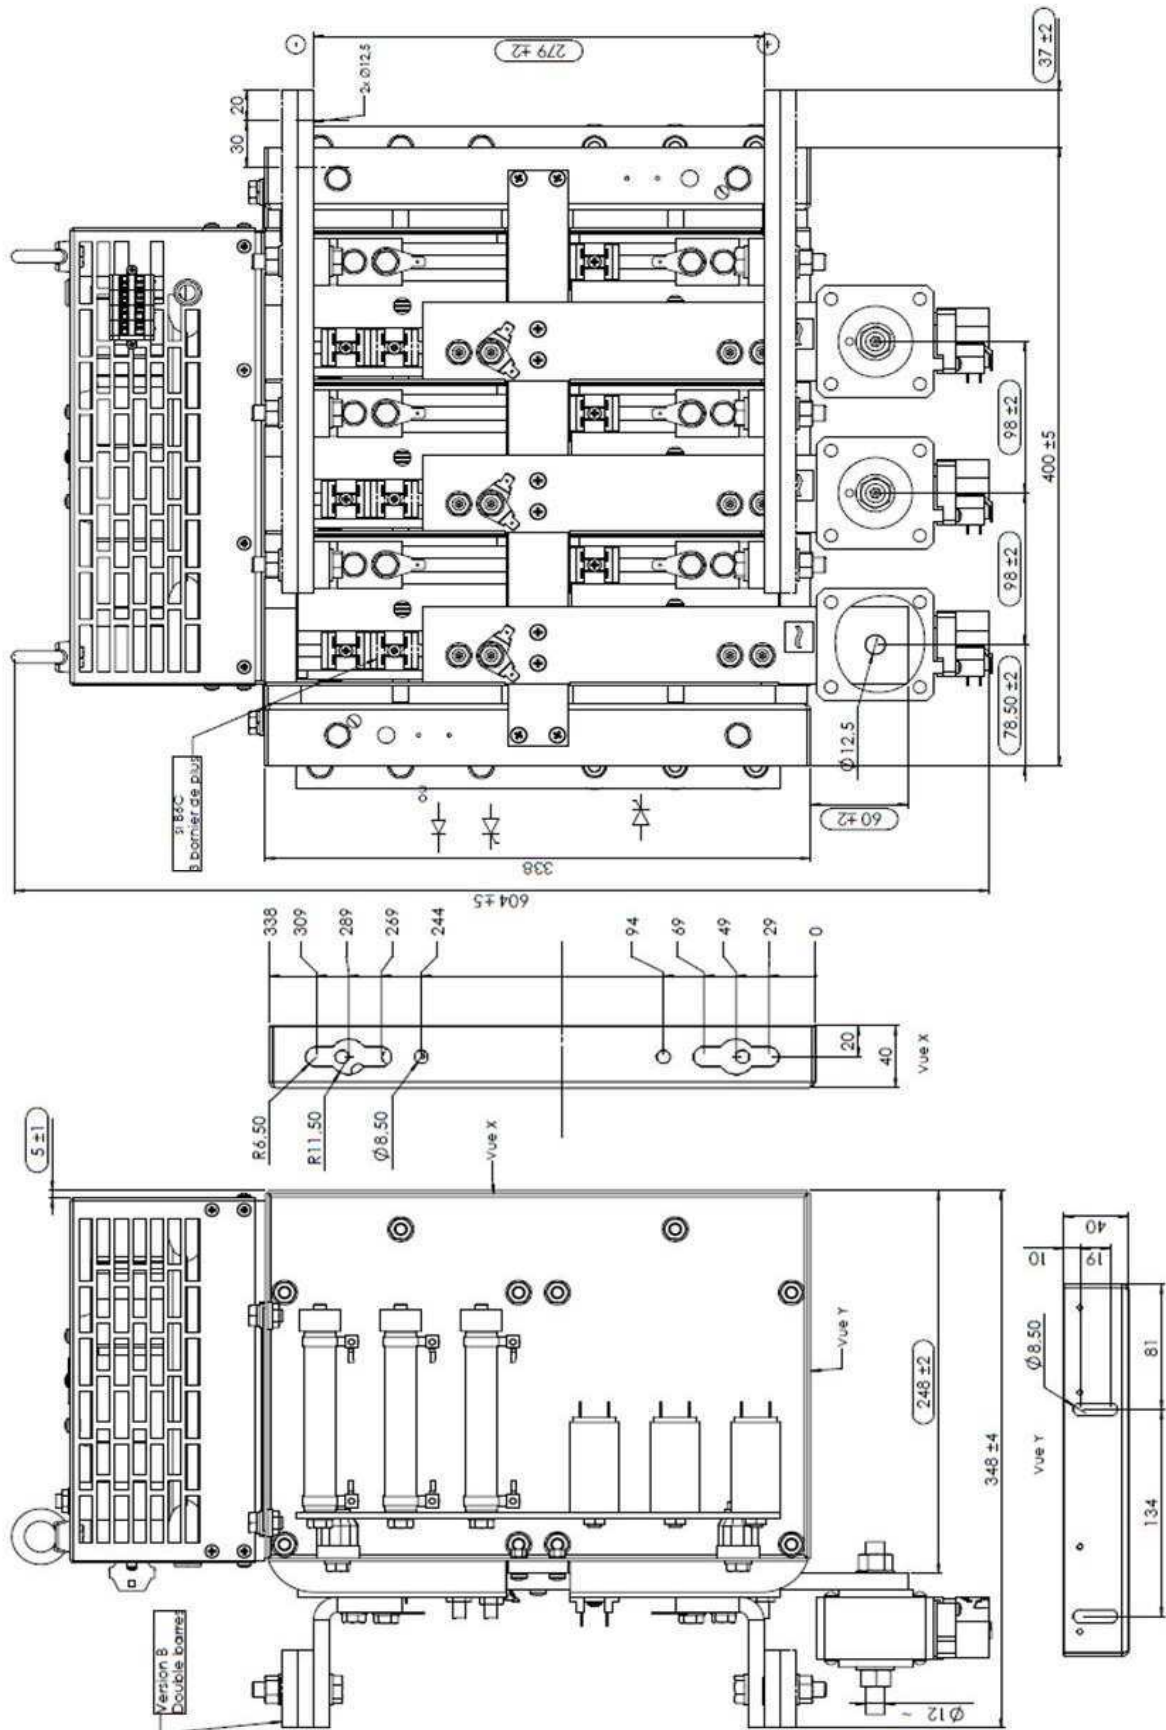 279 ±2
37 ±2
-
+
20
30
2x Ø12.5
98 ±2
98 ±2
400 ±5
78.50 ±2
Ø12.5
60 ±2
si B6C
3 bornier de plus
ou
338
604 ±5
338
309
289
269
244
94
69
49
29
0
R6.50
R11.50
Ø8.50
20
40
Vue X
5 ±1
Vue X
Vue Y
248 ±2
348 ±4
Version B
Double barres
~
Ø12
40
10
19
Ø8.50
81
134
Vue Y